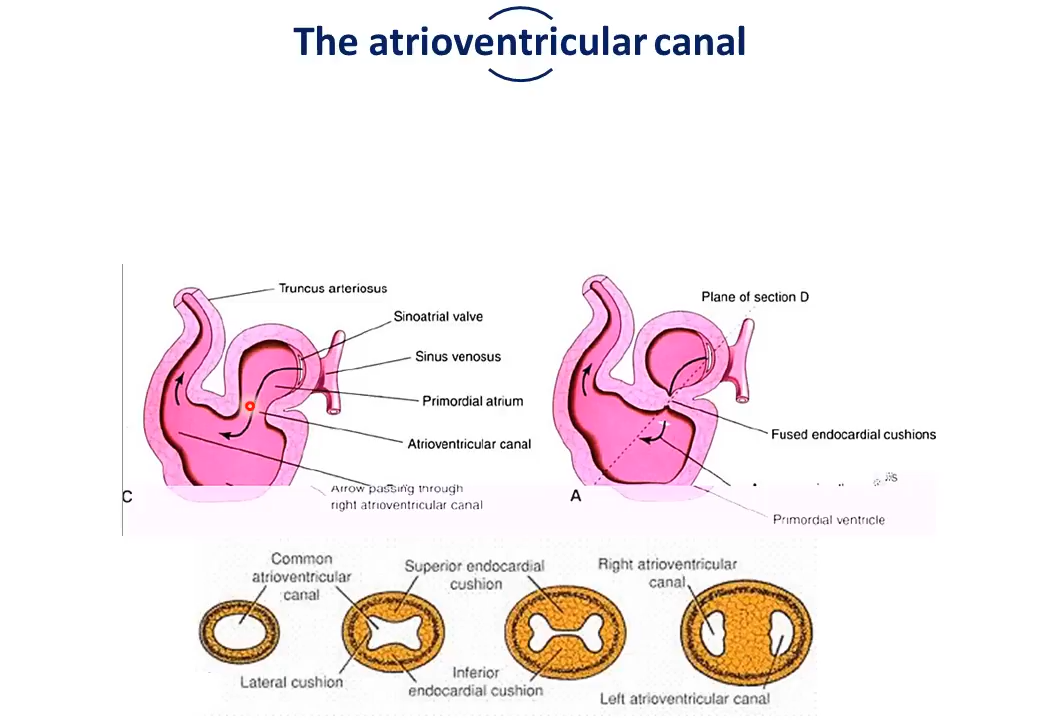 The atrioventricular canal
Truncus arteriosus
Sinoatrial valve
Sinus venosus
Primordial atrium
Atrioventricular canal
Arrow passing through
right atrioventricular canal
C
Plane of section D
Fused endocardial cushions
Primordial ventricle
A
Common
atrioventricular
canal
Superior endocardial
cushion
Right atrioventricular
canal
Lateral cushion
Inferior
endocardial cushion
Left atrioventricular canal